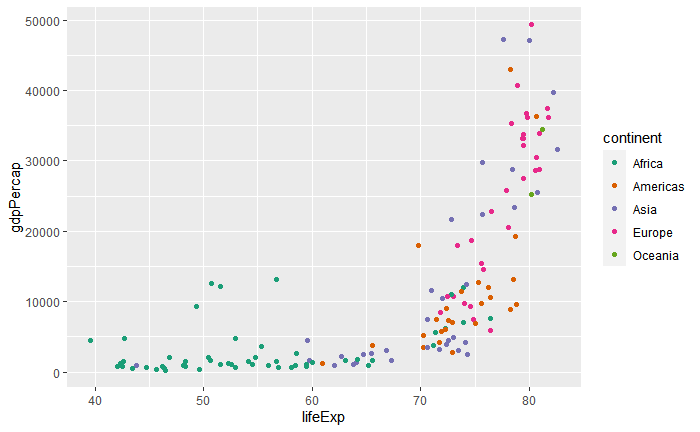 50000
40000
30000
20000
10000
0
gdpPercap
40
50
60
70
80
lifeExp
continent
Africa
Americas
Asia
Europe
Oceania